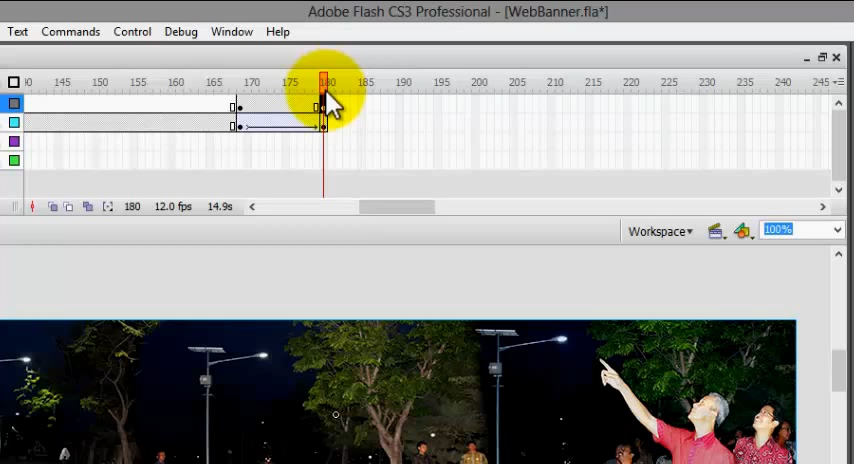 Adobe Flash CS3 Professional - [WebBanner.fla*]
Text Commands Control Debug Window Help
145 150 155 160 165 170 175 180 185 190 195 200 205 210 215 220 225 230 235 240 245
180 12.0 fps 14.9s
Workspace 100%